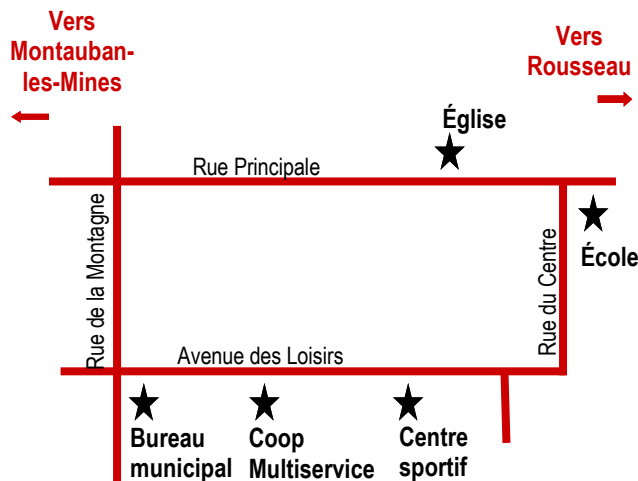 Vers
Montauban-
les-Mines
Vers
Rousseau
Église
Rue Principale
Rue de la Montagne
Rue du Centre
École
Avenue des Loisirs
Bureau
municipal
Coop
Multiservice
Centre
sportif